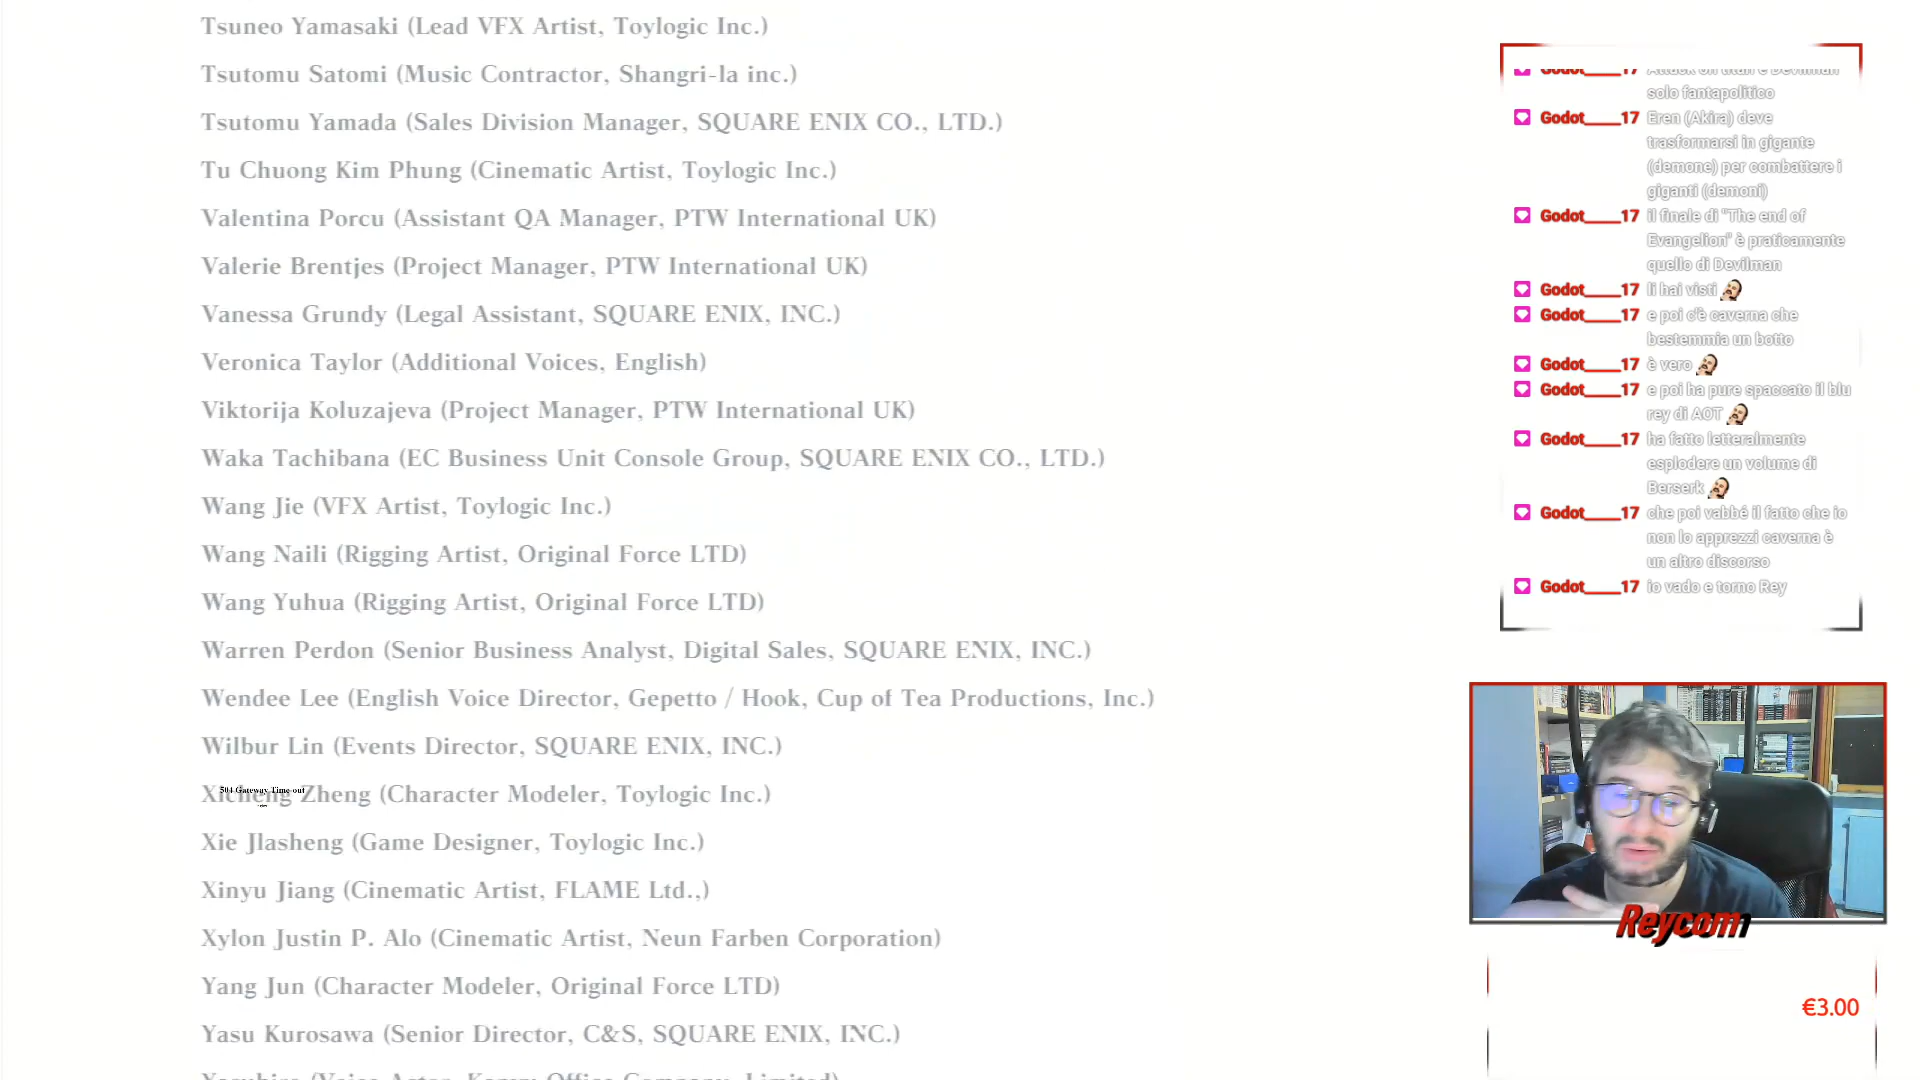 Tsuneo Yamasaki (Lead VFX Artist, Toylogic Inc.)
Tsutomu Satomi (Music Contractor, Shangri-la inc.)
Tsutomu Yamada (Sales Division Manager, SQUARE ENIX CO., LTD.)
Tu Chuong Kim Phung (Cinematic Artist, Toylogic Inc.)
Valentina Porcu (Assistant QA Manager, PTW International UK)
Valerie Brentjes (Project Manager, PTW International UK)
Vanessa Grundy (Legal Assistant, SQUARE ENIX, INC.)
Veronica Taylor (Additional Voices, English)
Viktorija Koluzajeva (Project Manager, PTW International UK)
Waka Tachibana (EC Business Unit Console Group, SQUARE ENIX CO., LTD.)
Wang Jie (VFX Artist, Toylogic Inc.)
Wang Naili (Rigging Artist, Original Force LTD)
Wang Yuhua (Rigging Artist, Original Force LTD)
Warren Perdon (Senior Business Analyst, Digital Sales, SQUARE ENIX, INC.)
Wendee Lee (English Voice Director, Gepetto / Hook, Cup of Tea Productions, Inc.)
Wilbur Lin (Events Director, SQUARE ENIX, INC.)
504 Gateway Time-out
Xicheng Zheng (Character Modeler, Toylogic Inc.)
Xie Jlasheng (Game Designer, Toylogic Inc.)
Xinyu Jiang (Cinematic Artist, FLAME Ltd.,)
Xylon Justin P. Alo (Cinematic Artist, Neun Farben Corporation)
Yang Jun (Character Modeler, Original Force LTD)
Yasu Kurosawa (Senior Director, C&S, SQUARE ENIX, INC.)
Yasuhiro (Voice Actor, Kenyu Office Company, Limited)
Godot____17 Attack on titan è Devilman
solo fantapolitico
Godot____17 Eren (Akira) deve
trasformarsi in gigante
(demone) per combattere i
giganti (demoni)
Godot____17 il finale di "The end of
Evangelion" è praticamente
quello di Devilman
Godot____17 li hai visti
Godot____17 e poi c'è caverna che
bestemmia un botto
Godot____17 è vero
Godot____17 e poi ha pure spaccato il blu
rey di AOT
Godot____17 ha fatto letteralmente
esplodere un volume di
Berserk
Godot____17 che poi vabbé il fatto che io
non lo apprezzi caverna è
un altro discorso
Godot____17 io vado e torno Rey
Reycom
€3.00